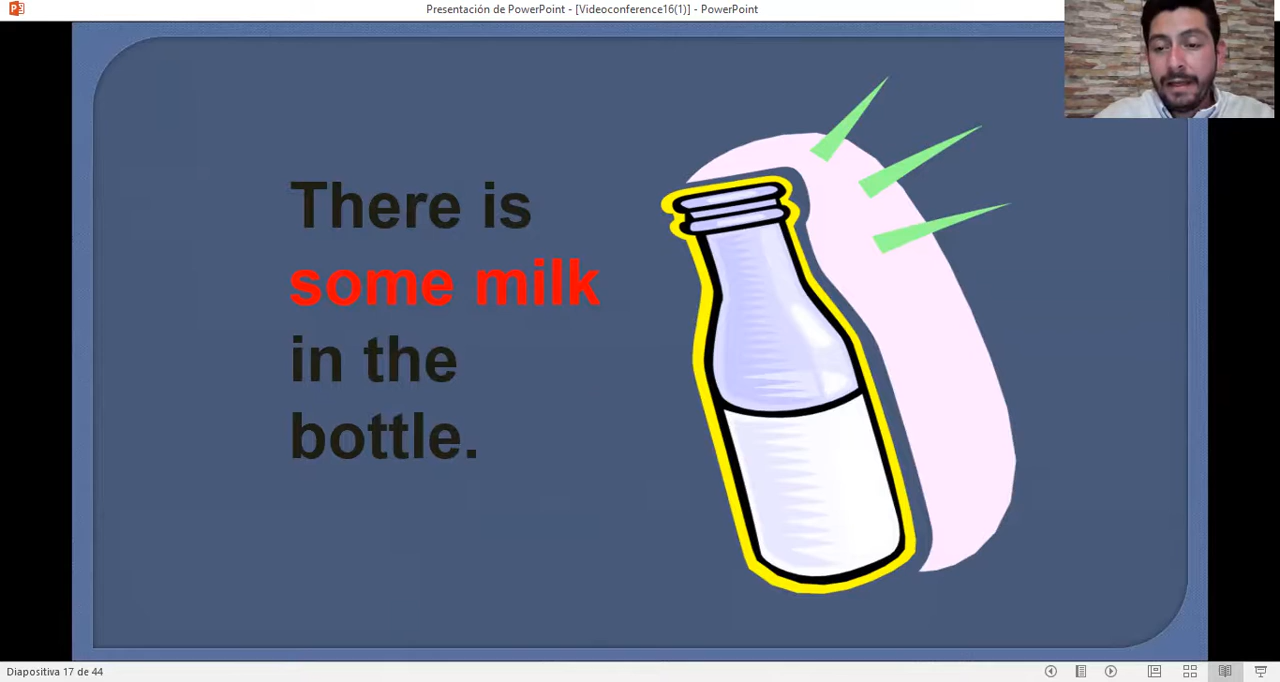 Presentación de PowerPoint - [Videoconference16(1)] - PowerPoint
There is
some milk
in the
bottle.
Diapositiva 17 de 44